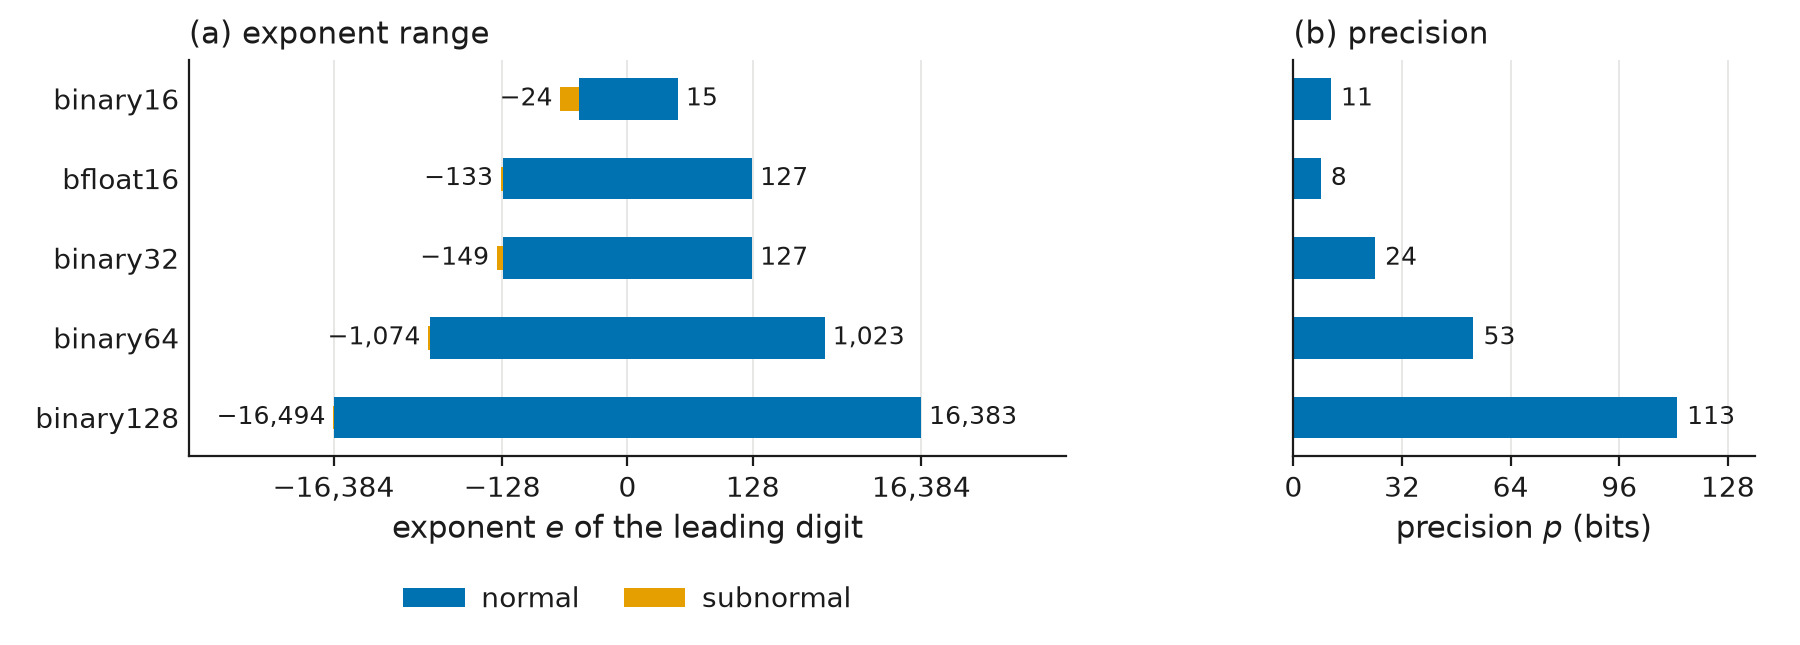 (a) exponent range
binary16
−24
15
bfloat16
−133
127
binary32
−149
127
binary64
−1,074
1,023
binary128
−16,494
16,383
−16,384
−128
0
128
16,384
exponent e of the leading digit
normal
subnormal
(b) precision
11
8
24
53
113
0
32
64
96
128
precision p (bits)